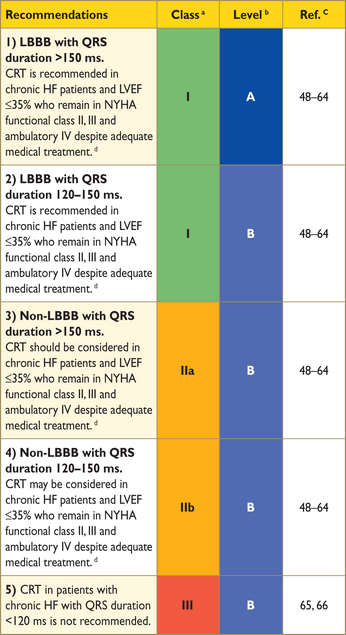 Recommendations Class a Level b Ref. C
1) LBBB with QRS
duration >150 ms.
CRT is recommended in
chronic HF patients and LVEF
≤35% who remain in NYHA
functional class II, III and
ambulatory IV despite adequate
medical treatment. d
I A 48–64
2) LBBB with QRS
duration 120–150 ms.
CRT is recommended in
chronic HF patients and LVEF
≤35% who remain in NYHA
functional class II, III and
ambulatory IV despite adequate
medical treatment. d
I B 48–64
3) Non-LBBB with QRS
duration >150 ms.
CRT should be considered in
chronic HF patients and LVEF
≤35% who remain in NYHA
functional class II, III and
ambulatory IV despite adequate
medical treatment. d
IIa B 48–64
4) Non-LBBB with QRS
duration 120–150 ms.
CRT may be considered in
chronic HF patients and LVEF
≤35% who remain in NYHA
functional class II, III and
ambulatory IV despite adequate
medical treatment. d
IIb B 48–64
5) CRT in patients with
chronic HF with QRS duration
<120 ms is not recommended.
III B 65, 66